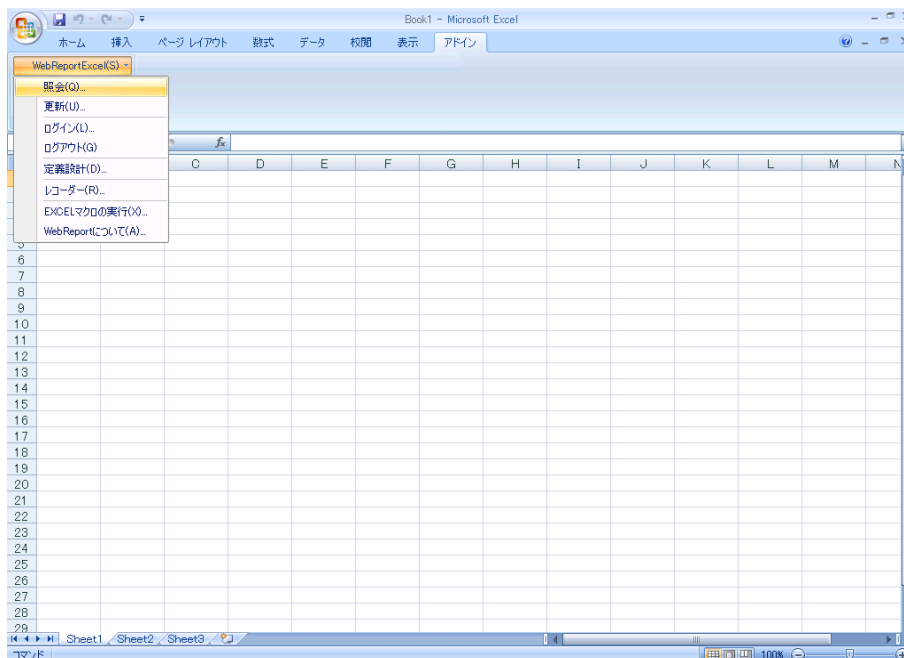 Book1 - Microsoft Excel
ホーム 挿入 ページ レイアウト 数式 データ 校閲 表示 アドイン
WebReportExcel(S)
照会(Q)...
更新(U)...
ログイン(L)...
ログアウト(G)
定義設計(D)...
レコーダー(R)...
EXCELマクロの実行(X)...
WebReportについて(A)...
fx
C D E F G H I J K L M N
5
6
7
8
9
10
11
12
13
14
15
16
17
18
19
20
21
22
23
24
25
26
27
28
29
Sheet1 Sheet2 Sheet3
コマンド 100%